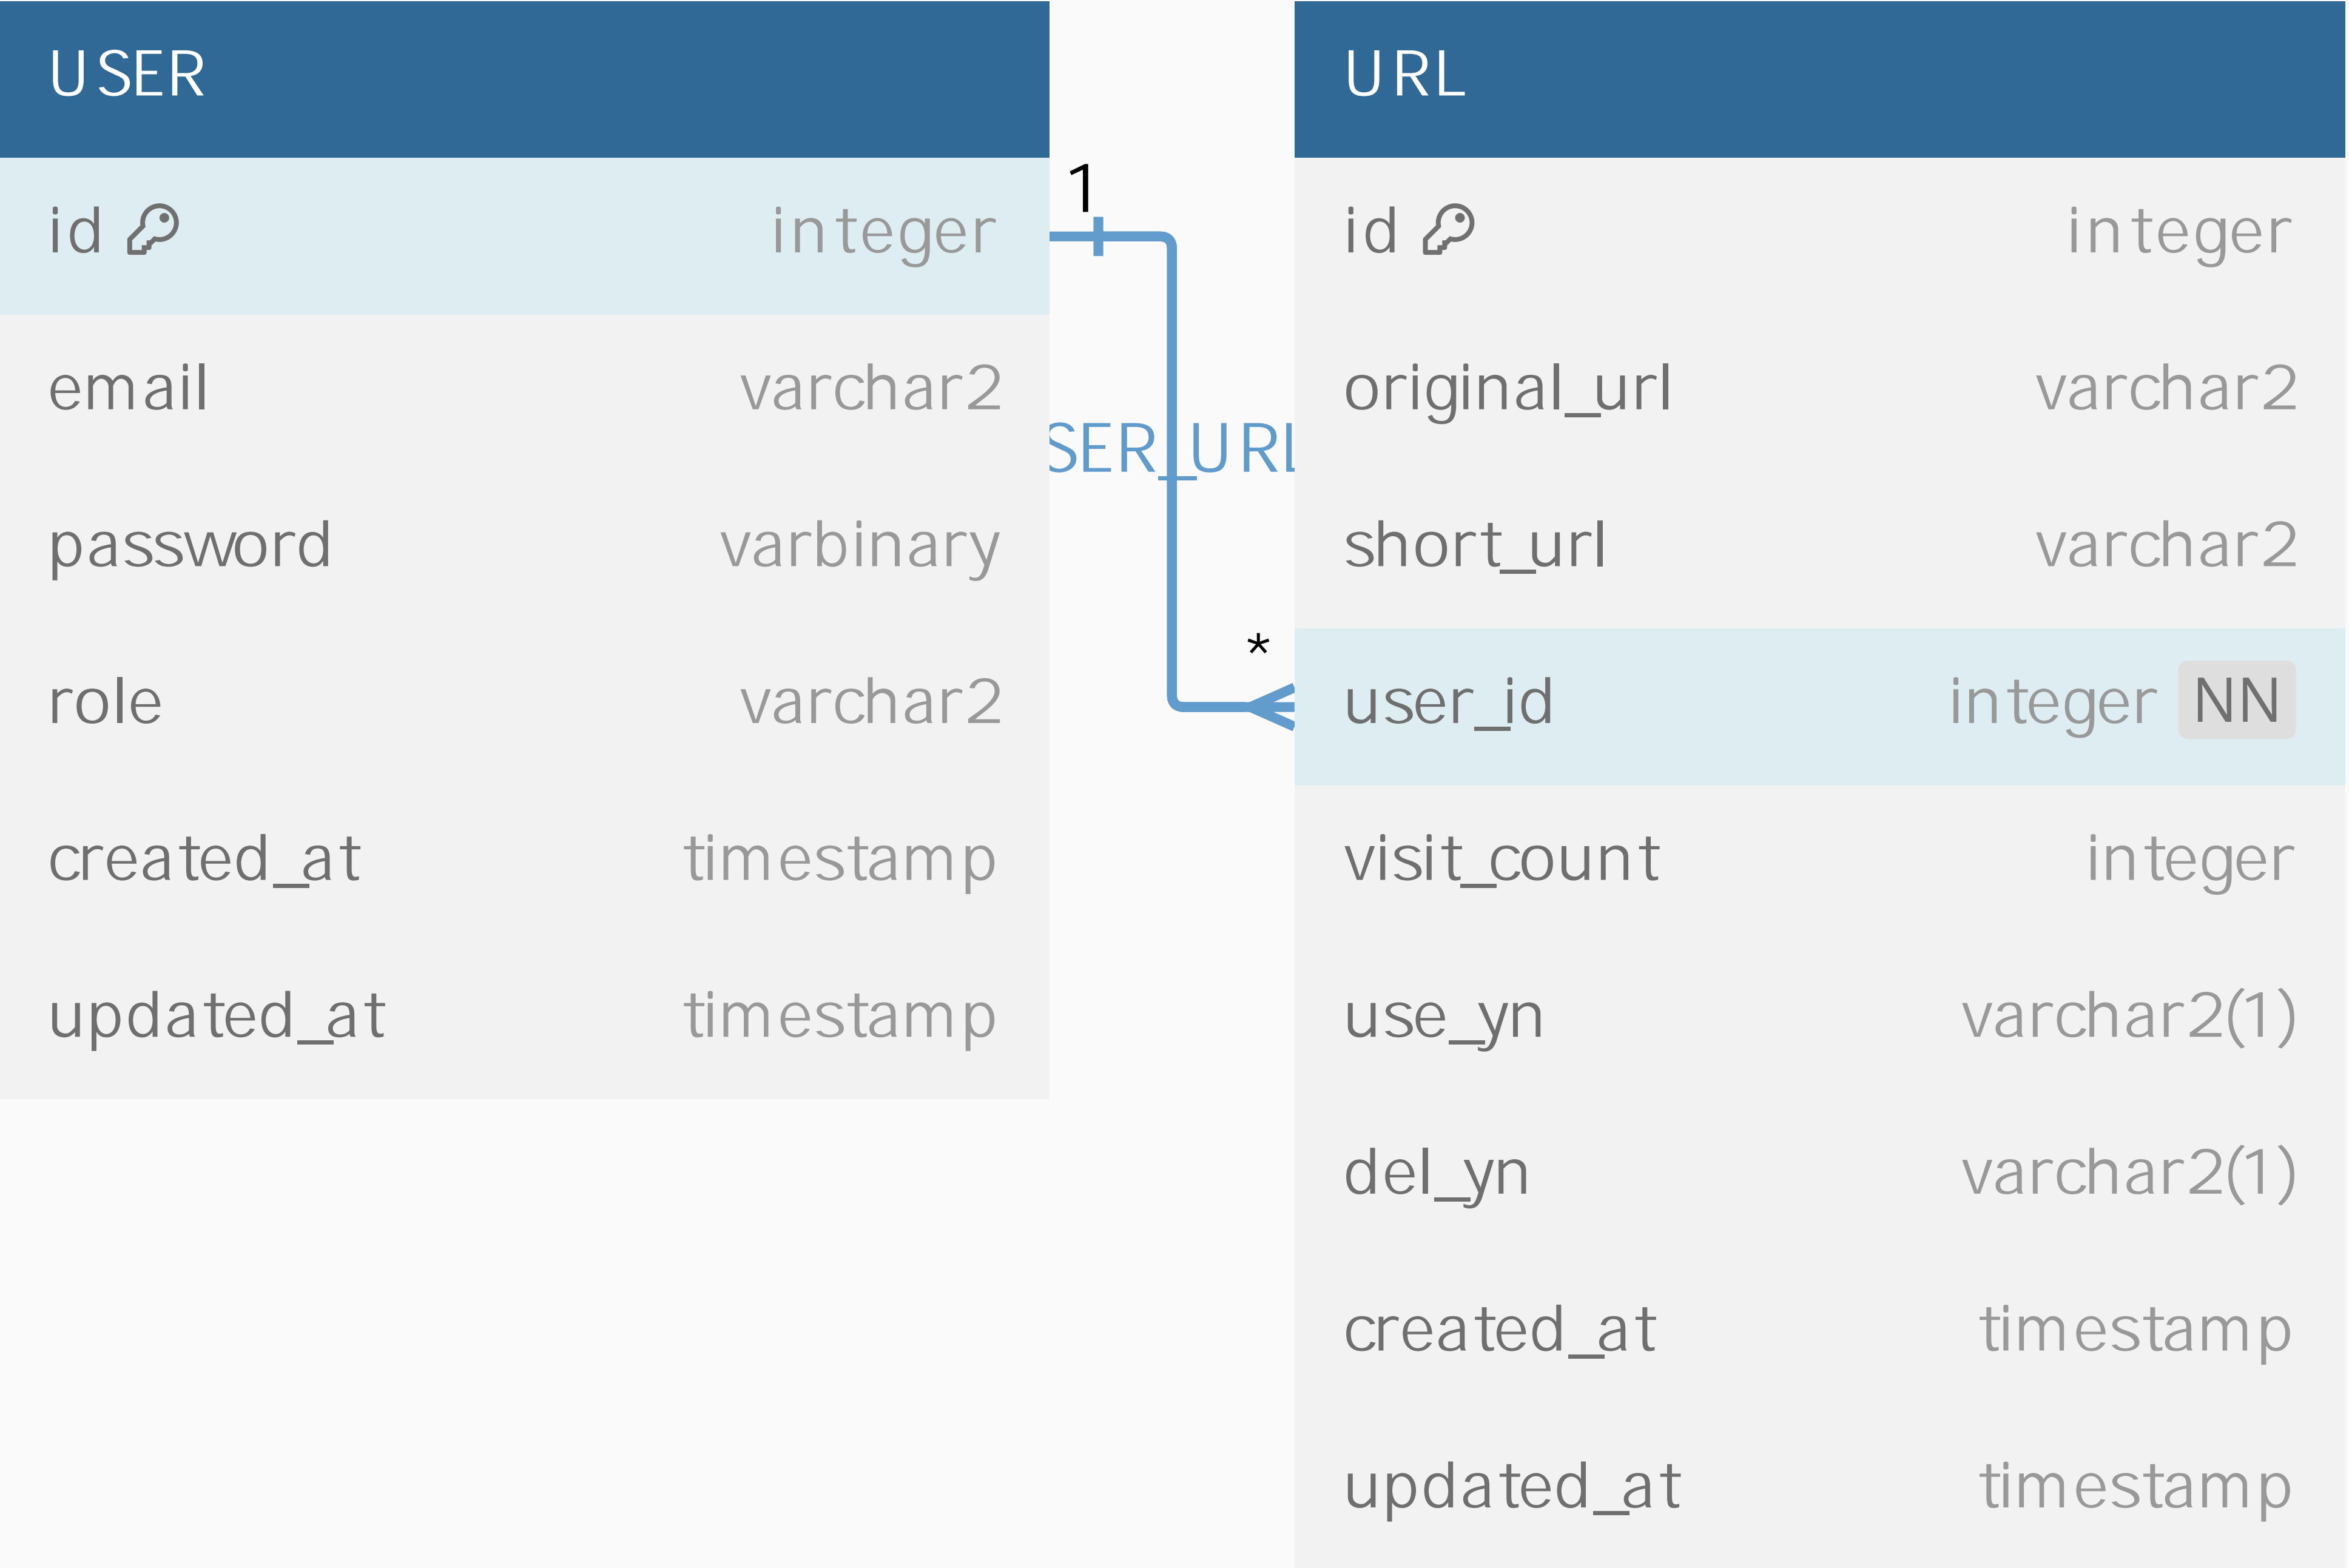 USER
id integer
email varchar2
password varbinary
role varchar2
created_at timestamp
updated_at timestamp
1
SER_URL
*
URL
id integer
original_url varchar2
short_url varchar2
user_id integer NN
visit_count integer
use_yn varchar2(1)
del_yn varchar2(1)
created_at timestamp
updated_at timestamp